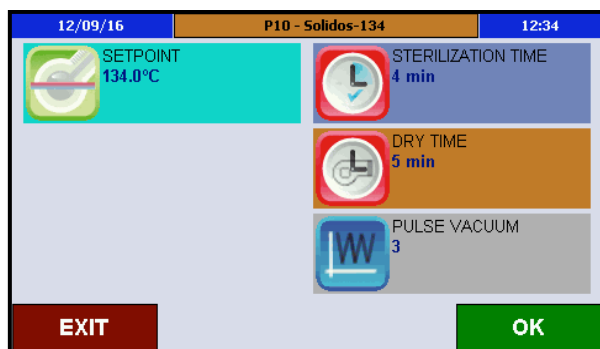 12/09/16
P10 - Solidos-134
12:34
SETPOINT
134.0°C
STERILIZATION TIME
4 min
DRY TIME
5 min
PULSE VACUUM
3
EXIT
OK